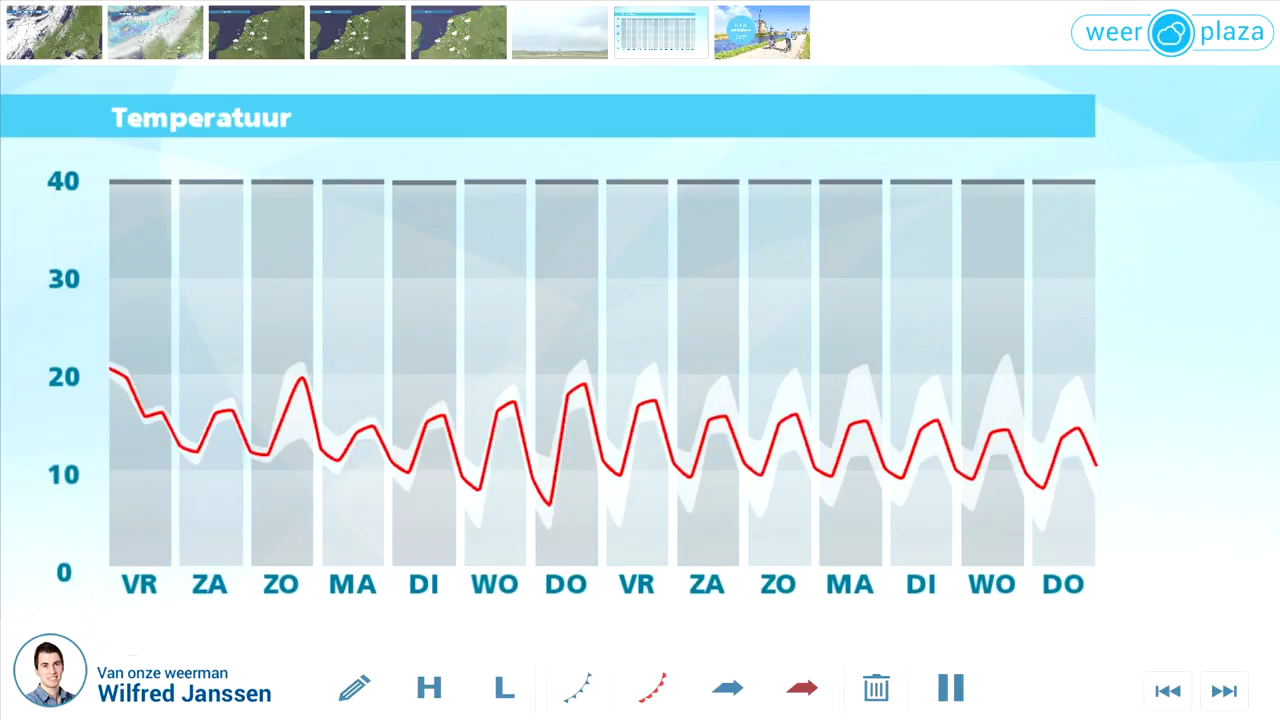 weer plaza
Temperatuur
40
30
20
10
0
VR ZA ZO MA DI WO DO VR ZA ZO MA DI WO DO
Van onze weerman
Wilfred Janssen
H L